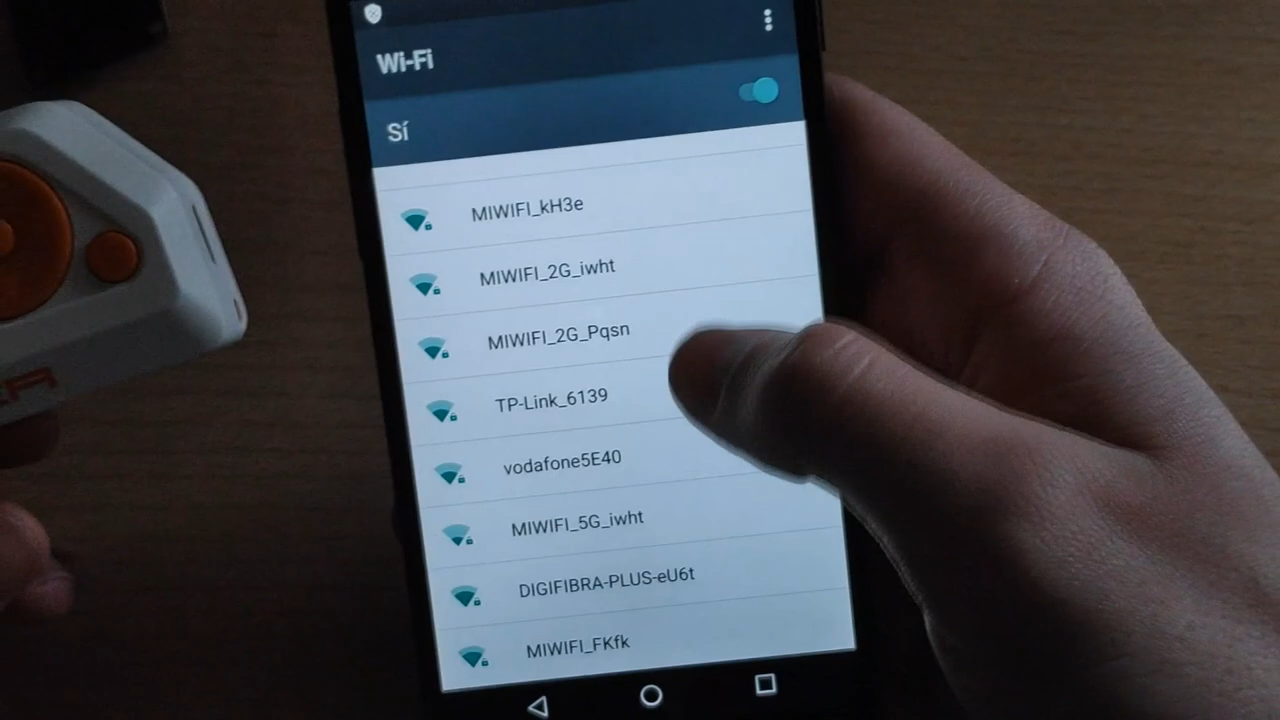 Wi-Fi
Sí
MIWIFI_kH3e
MIWIFI_2G_iwht
MIWIFI_2G_Pqsn
TP-Link_6139
vodafone5E40
MIWIFI_5G_iwht
DIGIFIBRA-PLUS-eU6t
MIWIFI_FKfk